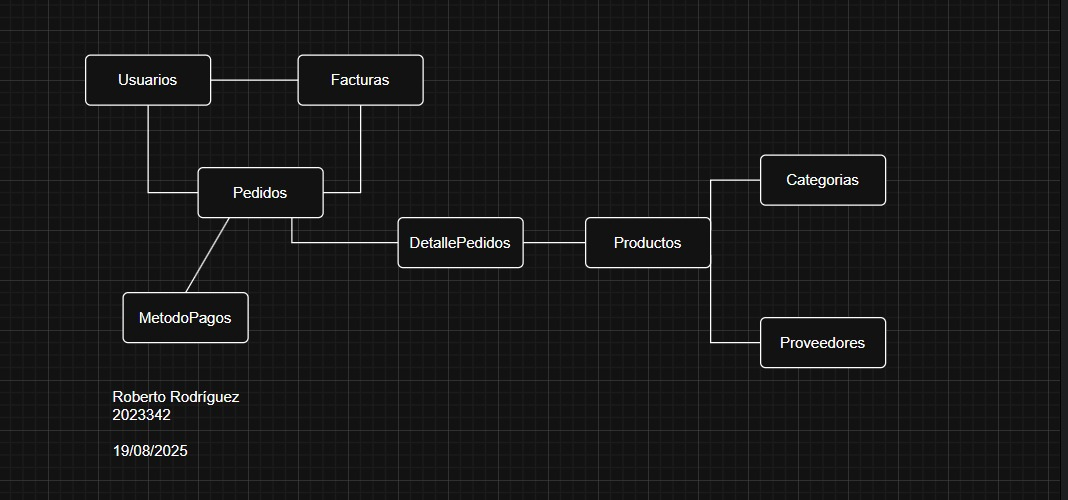 Usuarios
Facturas
Categorias
Pedidos
DetallePedidos
Productos
MetodoPagos
Proveedores
Roberto Rodríguez
2023342
19/08/2025